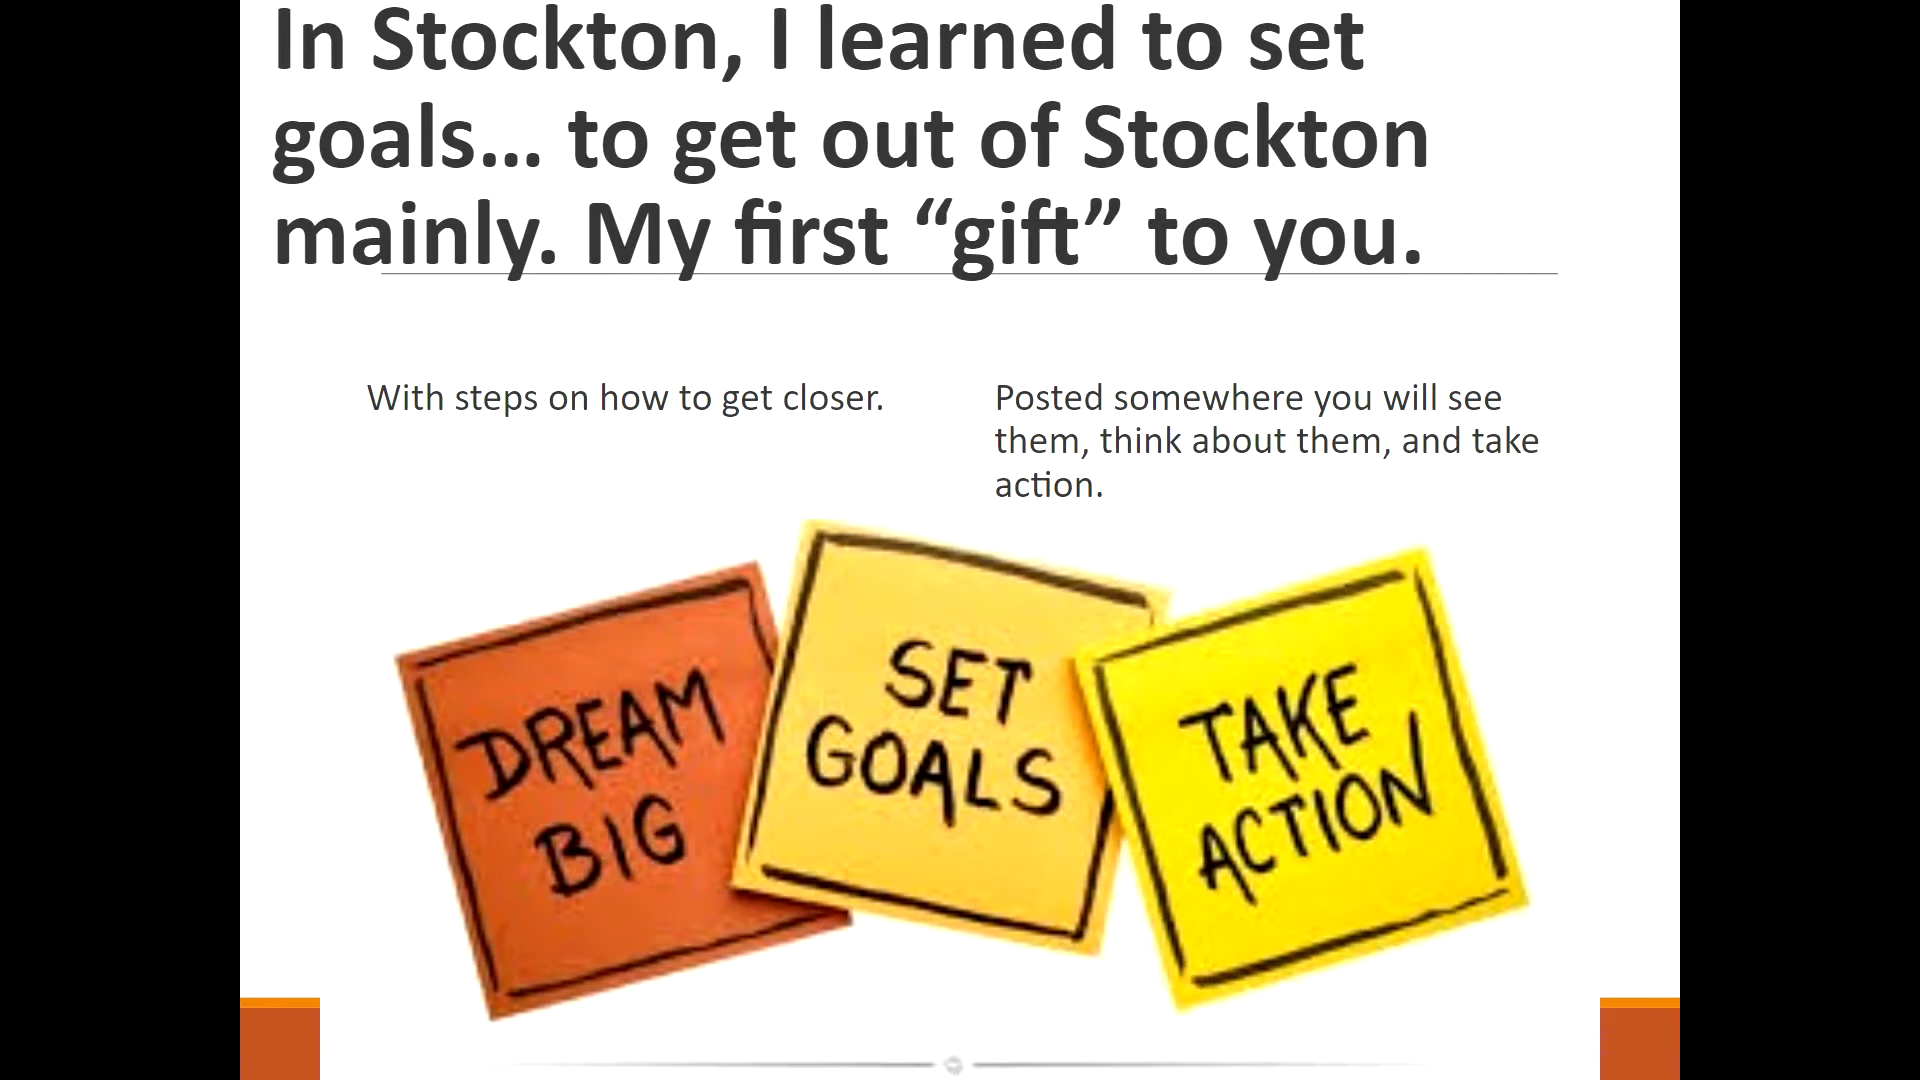 In Stockton, I learned to set
goals… to get out of Stockton
mainly. My first “gift” to you.
With steps on how to get closer.
Posted somewhere you will see
them, think about them, and take
action.
DREAM
BIG
SET
GOALS
TAKE
ACTION